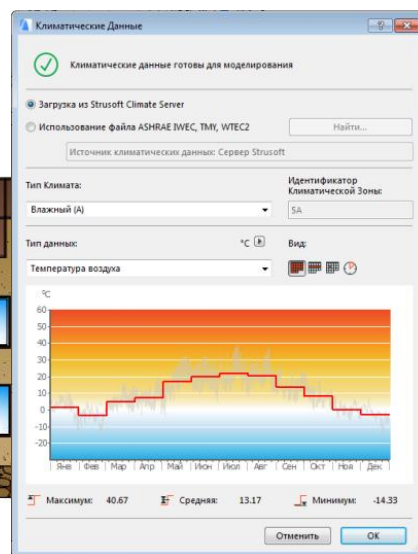 Климатические Данные
Климатические данные готовы для моделирования
Загрузка из Strusoft Climate Server
Использование файла ASHRAE IWEC, TMY, WTEC2
Найти...
Источник климатических данных: Сервер Strusoft
Тип Климата:
Идентификатор
Климатической Зоны:
Влажный (А)
5A
Тип данных:
°C
Вид:
Температура воздуха
°C
60
50
40
30
20
10
0
-10
-20
Янв Фев Мар Апр Май Июн Июл Авг Сен Окт Ноя Дек
Максимум: 40.67 Средняя: 13.17 Минимум: -14.33
Отменить OK